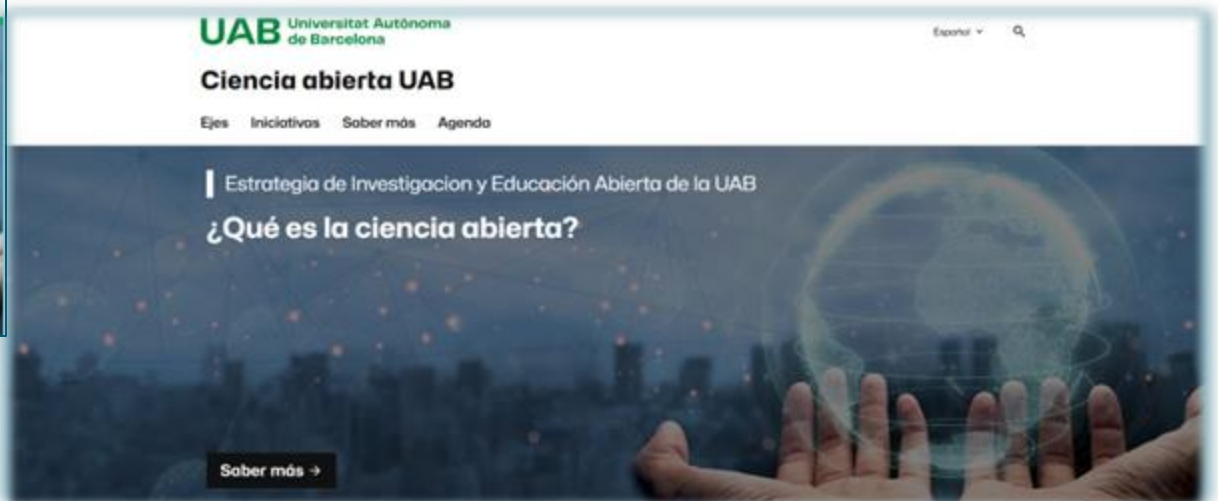 UAB Universitat Autònoma
de Barcelona
Español
Ciencia abierta UAB
Ejes Iniciativas Saber más Agenda
Estrategia de Investigacion y Educación Abierta de la UAB
¿Qué es la ciencia abierta?
Saber más →